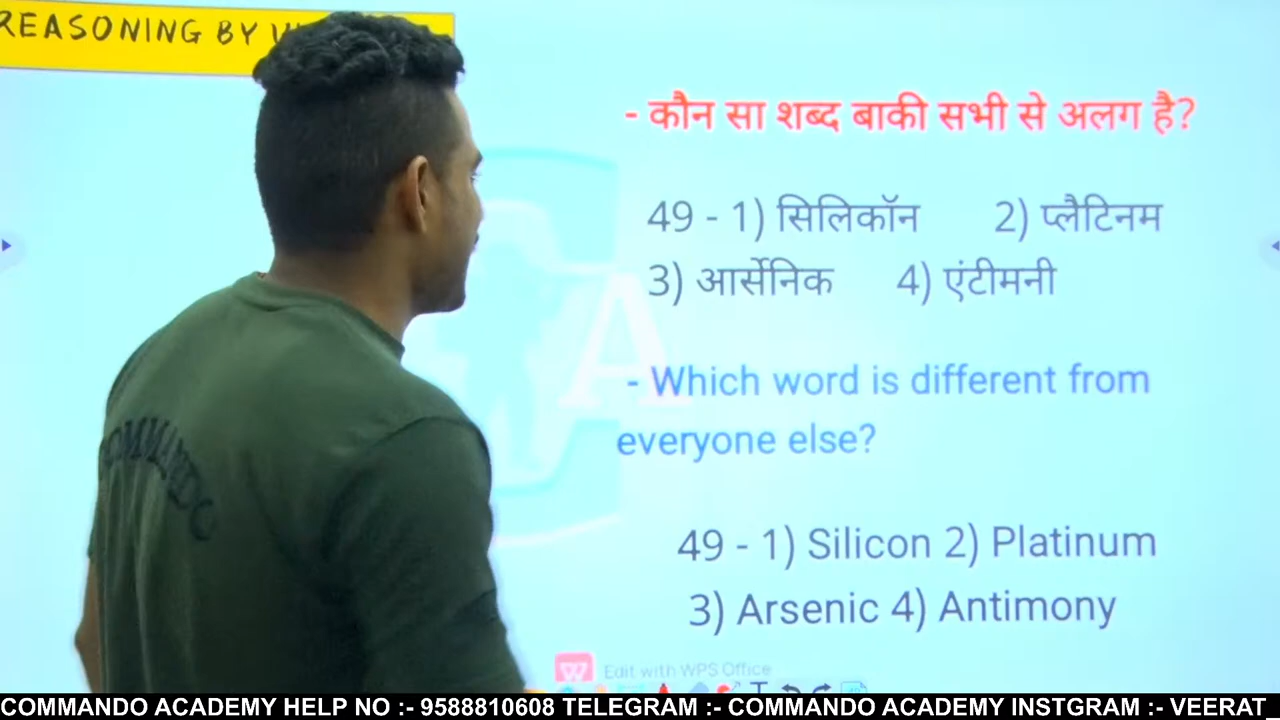 REASONING BY
- कौन सा शब्द बाकी सभी से अलग है?
49 - 1) सिलिकॉन 2) प्लैटिनम
3) आर्सेनिक 4) एंटीमनी
- Which word is different from
everyone else?
49 - 1) Silicon 2) Platinum
3) Arsenic 4) Antimony
COMMANDO
A
Edit with WPS Office
COMMANDO ACADEMY HELP NO :- 9588810608 TELEGRAM :- COMMANDO ACADEMY INSTGRAM :- VEERAT